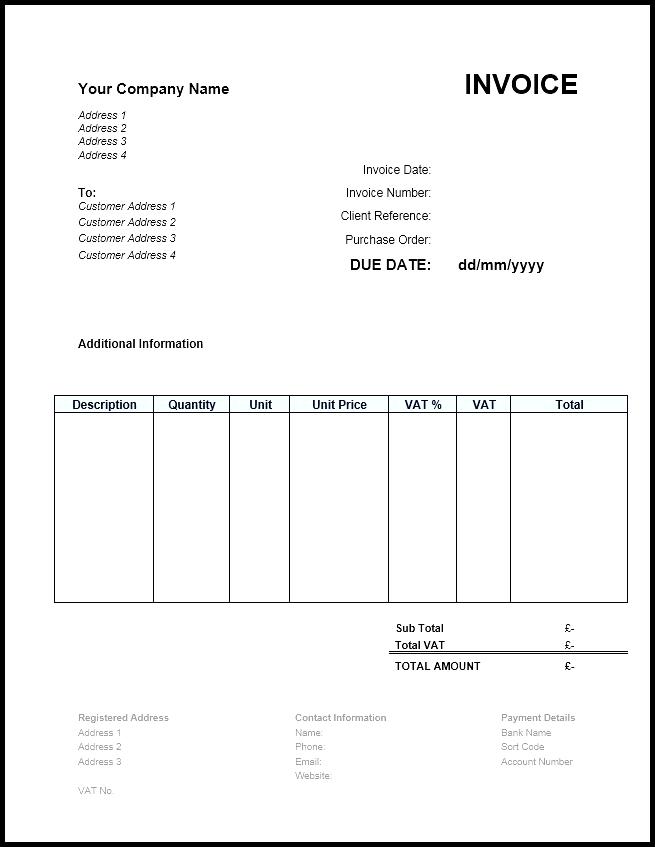 Your Company Name
INVOICE
Address 1
Address 2
Address 3
Address 4
Invoice Date:
To:
Invoice Number:
Customer Address 1
Client Reference:
Customer Address 2
Customer Address 3
Purchase Order:
Customer Address 4
DUE DATE: dd/mm/yyyy
Additional Information
Description Quantity Unit Unit Price VAT % VAT Total
Sub Total £-
Total VAT £-
TOTAL AMOUNT £-
Registered Address Contact Information Payment Details
Address 1 Name: Bank Name
Address 2 Phone: Sort Code
Address 3 Email: Account Number
Website:
VAT No.